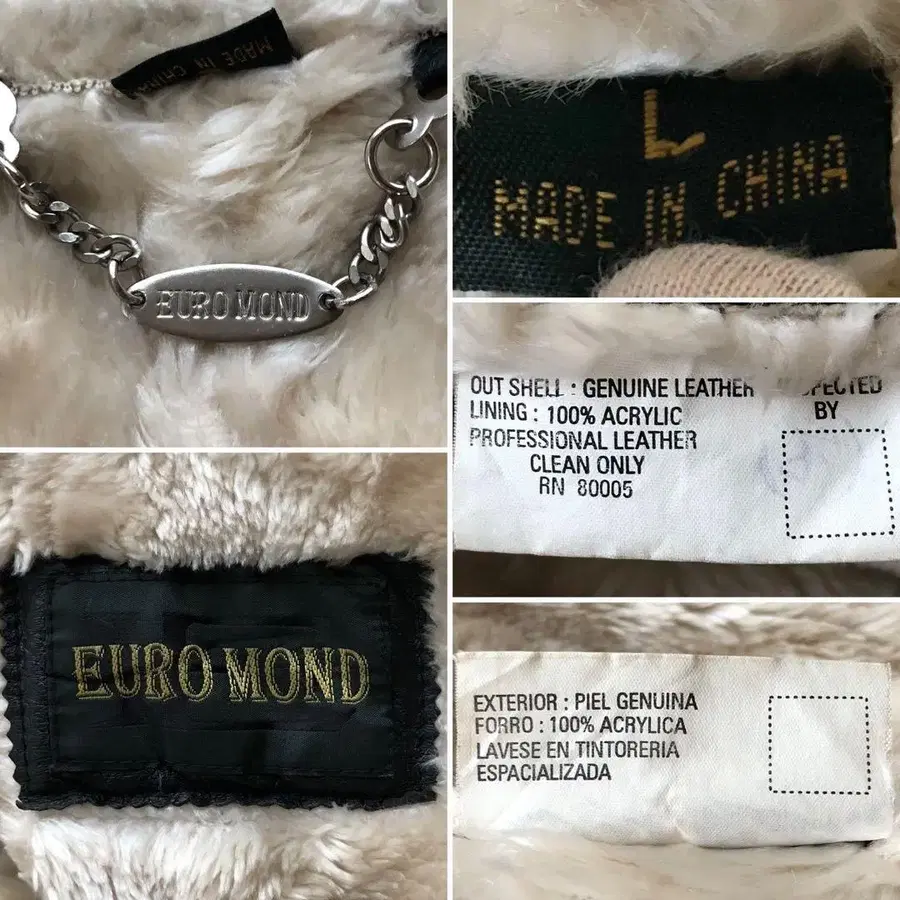 MADE IN CHINA
EURO MOND
L
MADE IN CHINA
OUT SHELL : GENUINE LEATHER
LINING : 100% ACRYLIC
PROFESSIONAL LEATHER
CLEAN ONLY
RN 80005
BY
EURO MOND
EXTERIOR : PIEL GENUINA
FORRO : 100% ACRYLICA
LAVESE EN TINTORERIA
ESPACIALIZADA